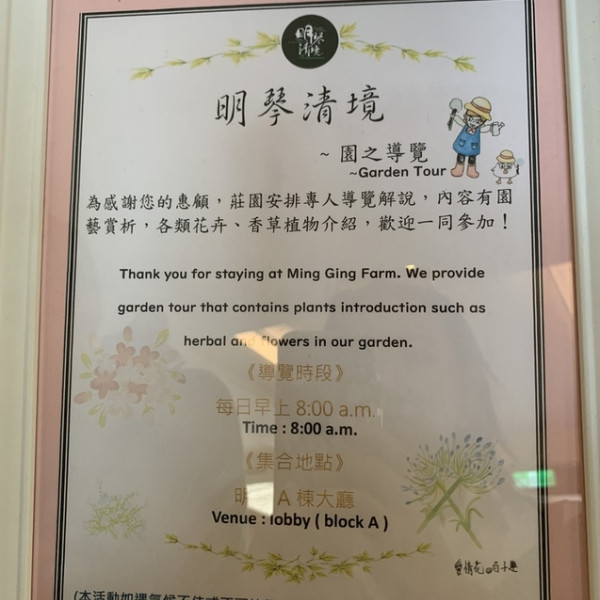 明琴清境
明琴清境
~ 園之導覽
~Garden Tour
為感謝您的惠顧，莊園安排專人導覽解說，內容有園
藝賞析，各類花卉、香草植物介紹，歡迎一同參加！
Thank you for staying at Ming Ging Farm. We provide
garden tour that contains plants introduction such as
herbal and flowers in our garden.
《導覽時段》
每日早上 8:00 a.m.
Time : 8:00 a.m.
《集合地點》
明 A 棟大廳
Venue : lobby ( block A )
愛情花